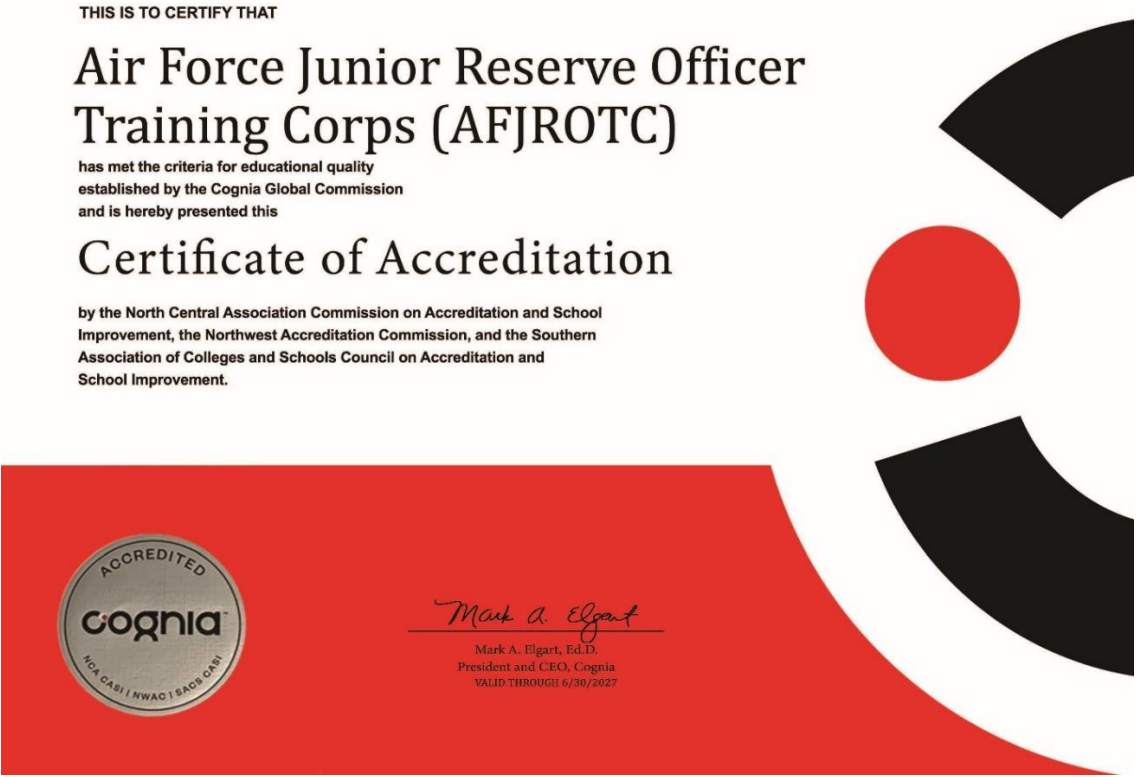 THIS IS TO CERTIFY THAT
Air Force Junior Reserve Officer
Training Corps (AFJROTC)
has met the criteria for educational quality
established by the Cognia Global Commission
and is hereby presented this
Certificate of Accreditation
by the North Central Association Commission on Accreditation and School
Improvement, the Northwest Accreditation Commission, and the Southern
Association of Colleges and Schools Council on Accreditation and
School Improvement.
ACCREDITED
cognia
NCA CASI | NWAC | SACS CASI
Mark A. Elgart
Mark A. Elgart, Ed.D.
President and CEO, Cognia
VALID THROUGH 6/30/2027